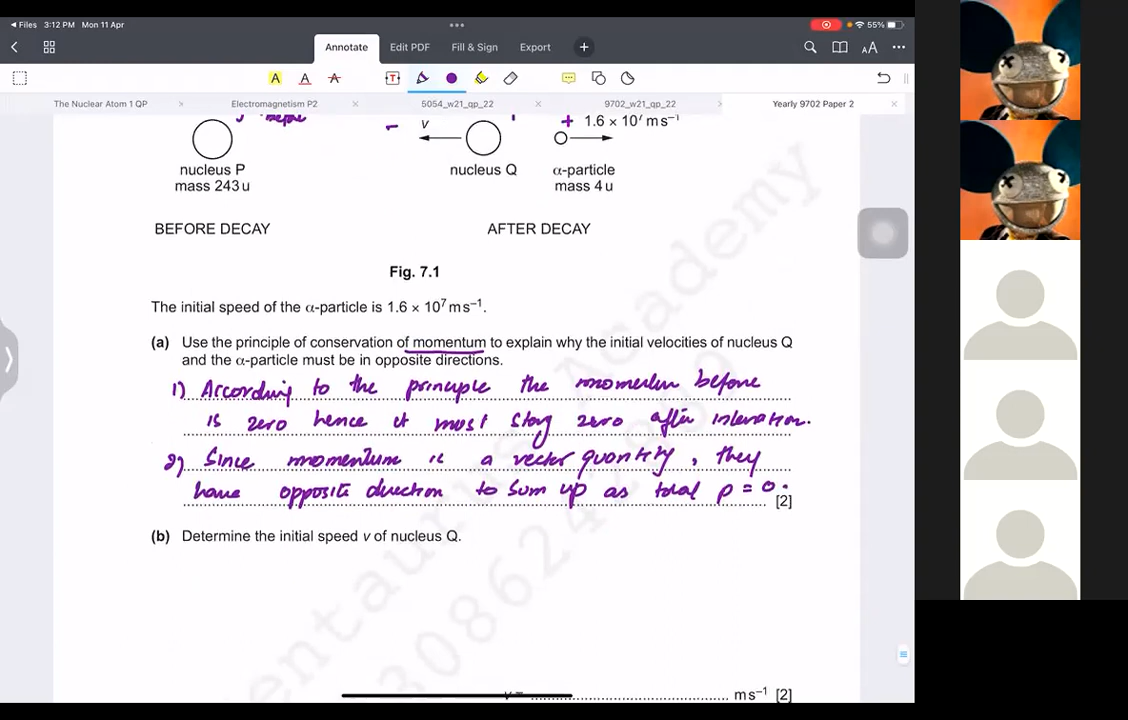 Files 3:12 PM Mon 11 Apr 55%
Annotate Edit PDF Fill & Sign Export
The Nuclear Atom 1 QP Electromagnetism P2 5054_w21_qp_22 9702_w21_qp_22 Yearly 9702 Paper 2
before - v + 1.6 × 10⁷ m s⁻¹
nucleus P nucleus Q α-particle
mass 243 u mass 4 u
BEFORE DECAY AFTER DECAY
Fig. 7.1
The initial speed of the α-particle is 1.6 × 10⁷ m s⁻¹.
(a) Use the principle of conservation of momentum to explain why the initial velocities of nucleus Q
and the α-particle must be in opposite directions.
1) According to the principle the momentum before
is zero hence it must stay zero after interaction.
2) Since momentum is a vector quantity, they
have opposite direction to sum up as total p = 0. [2]
(b) Determine the initial speed v of nucleus Q.
v = ms⁻¹ [2]
entaurus Academy
3086242909